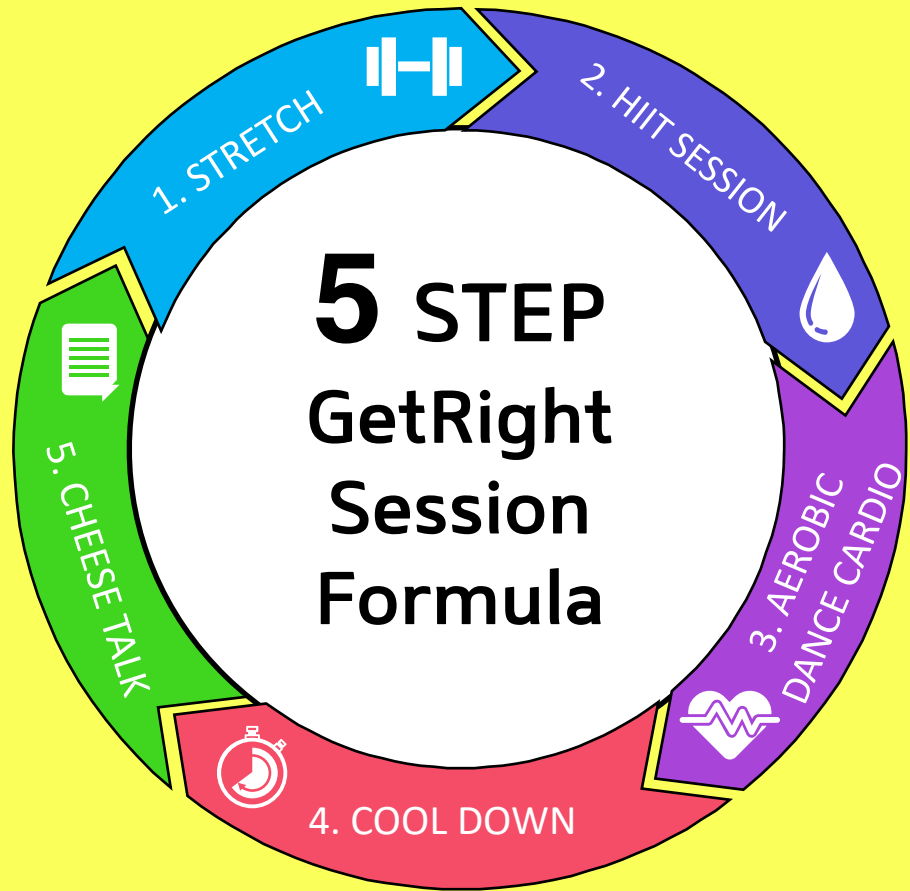 5 STEP
GetRight
Session
Formula
1. STRETCH
2. HIIT SESSION
3. AEROBIC
DANCE CARDIO
4. COOL DOWN
5. CHEESE TALK